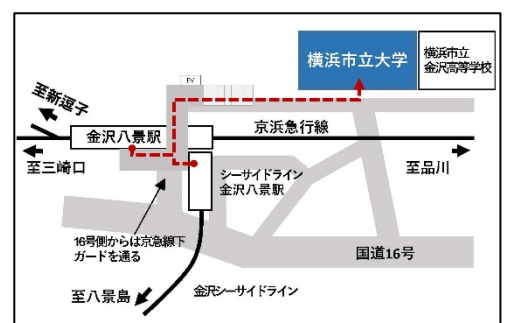 横浜市立大学
横浜市立
金沢高等学校
EV
至新逗子
金沢八景駅
京浜急行線
至三崎口
至品川
シーサイドライン
金沢八景駅
16号側からは京急線下
ガードを通る
国道16号
至八景島
金沢シーサイドライン